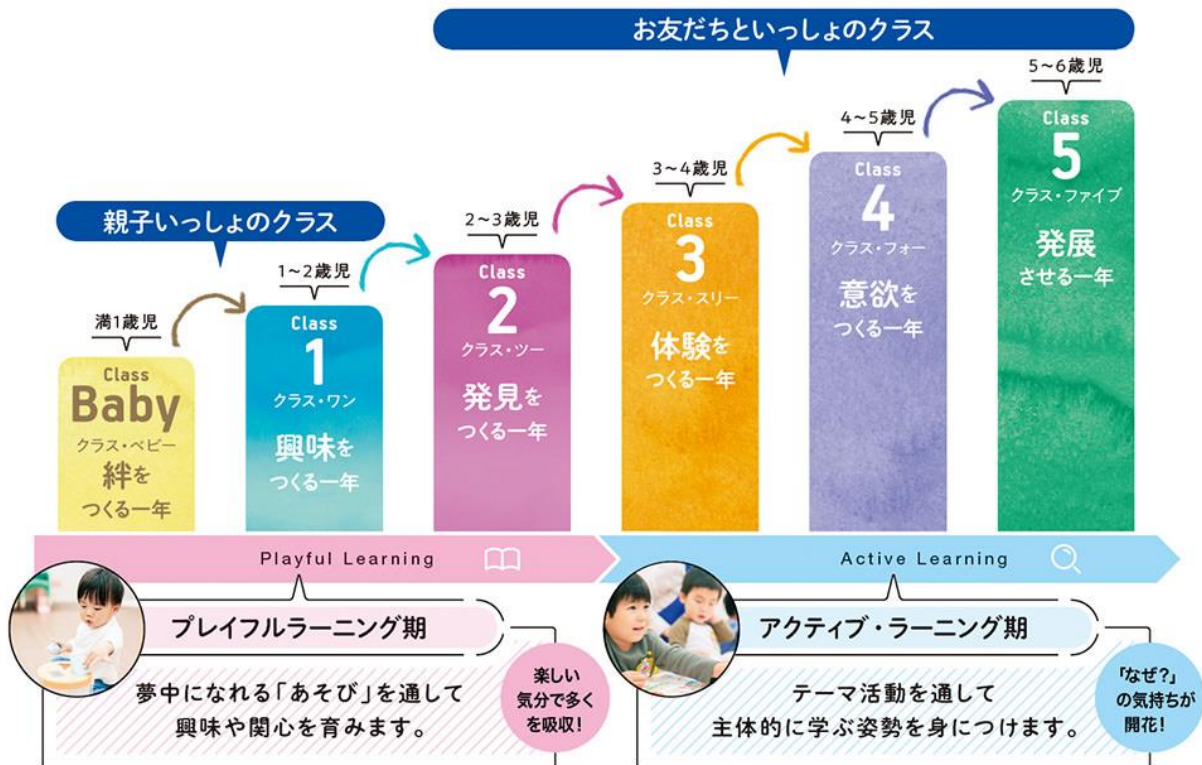 お友だちといっしょのクラス
親子いっしょのクラス
満1歳児
Class
Baby
クラス・ベビー
絆を
つくる一年
1～2歳児
Class
1
クラス・ワン
興味を
つくる一年
2～3歳児
Class
2
クラス・ツー
発見を
つくる一年
3～4歳児
Class
3
クラス・スリー
体験を
つくる一年
4～5歳児
Class
4
クラス・フォー
意欲を
つくる一年
5～6歳児
Class
5
クラス・ファイブ
発展
させる一年
Playful Learning
プレイフルラーニング期
夢中になれる「あそび」を通して
興味や関心を育みます。
楽しい
気分で多く
を吸収!
Active Learning
アクティブ・ラーニング期
テーマ活動を通して
主体的に学ぶ姿勢を身につけます。
「なぜ?」
の気持ちが
開花!